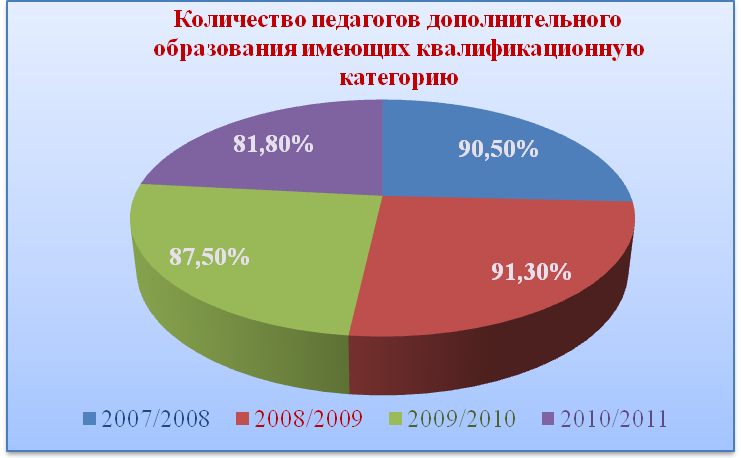 Количество педагогов дополнительного
образования имеющих квалификационную
категорию
81,80%
90,50%
87,50%
91,30%
2007/2008
2008/2009
2009/2010
2010/2011